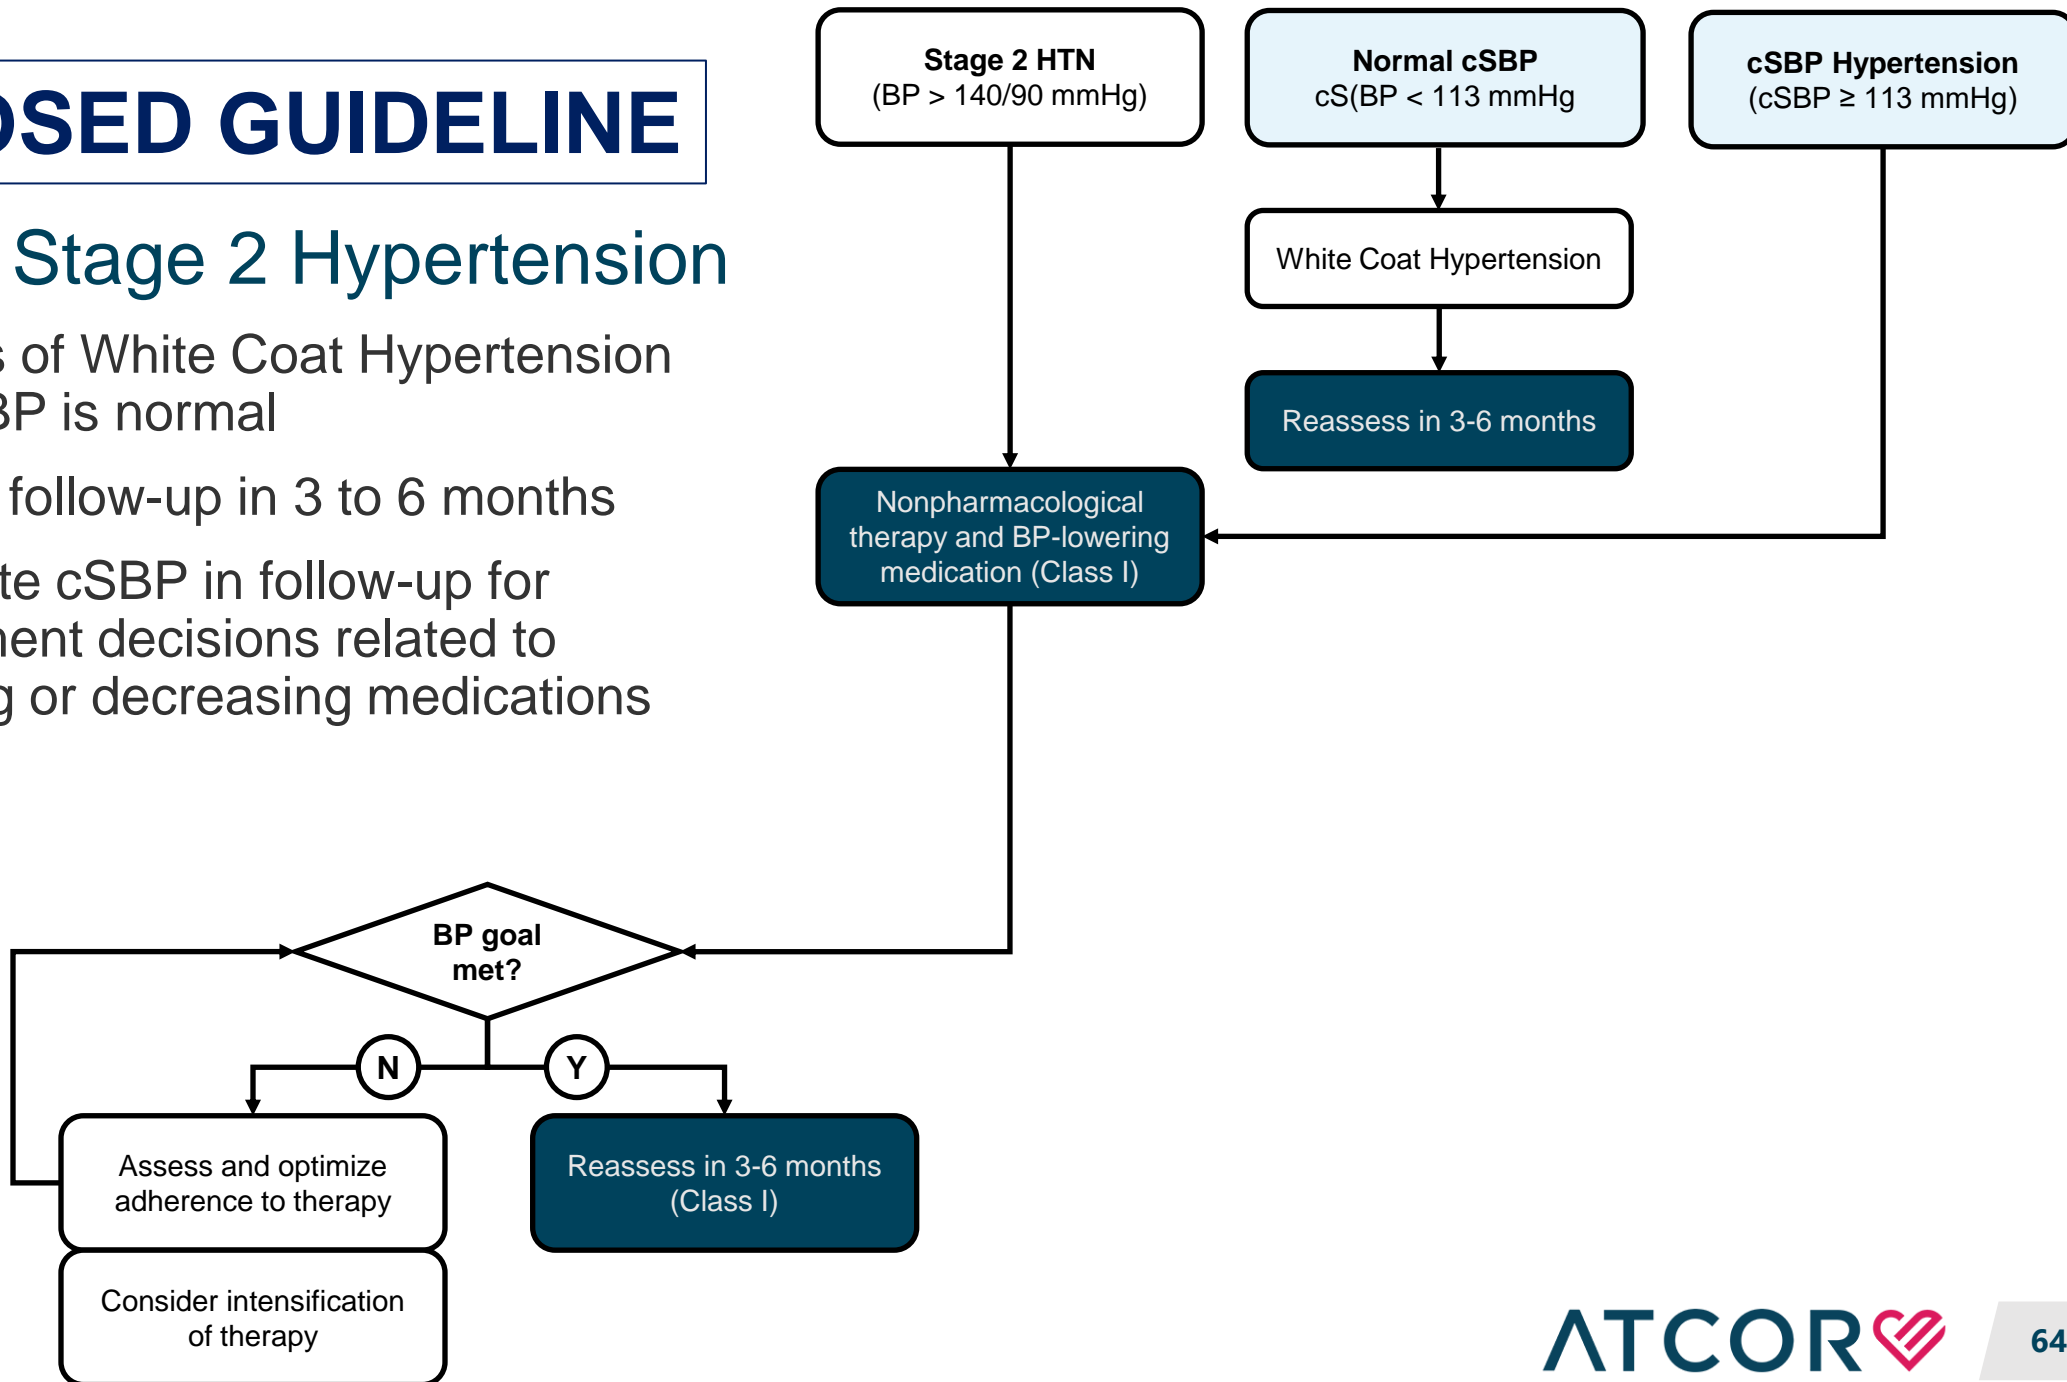 OSED GUIDELINE
Stage 2 Hypertension
s of White Coat Hypertension
BP is normal
follow-up in 3 to 6 months
te cSBP in follow-up for
nent decisions related to
g or decreasing medications
Stage 2 HTN
(BP > 140/90 mmHg)
Normal cSBP
cS(BP < 113 mmHg
cSBP Hypertension
(cSBP ≥ 113 mmHg)
White Coat Hypertension
Reassess in 3-6 months
Nonpharmacological
therapy and BP-lowering
medication (Class I)
BP goal
met?
N
Y
Assess and optimize
adherence to therapy
Reassess in 3-6 months
(Class I)
Consider intensification
of therapy
ATCOR
64